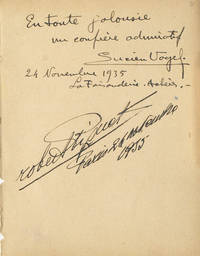 En toute jalousie
un confrère admiratif
Lucien Vogel
24 Novembre 1935
La Faisanderie.
robert Piguet
Paris 24 novembre
1935